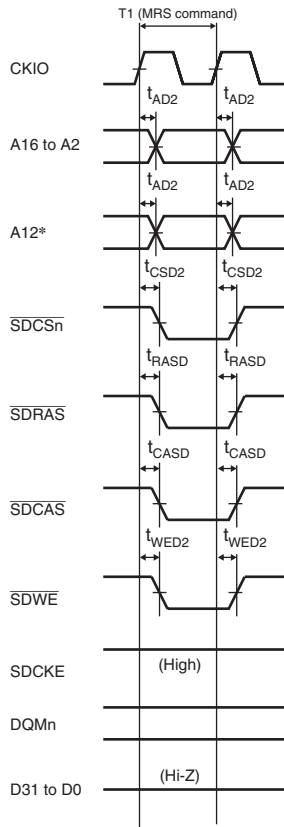 T1 (MRS command)
CKIO
tAD2 tAD2
A16 to A2
tAD2 tAD2
A12*
tCSD2 tCSD2
SDCSn
tRASD tRASD
SDRAS
tCASD tCASD
SDCAS
tWED2 tWED2
SDWE
SDCKE (High)
DQMn
D31 to D0 (Hi-Z)